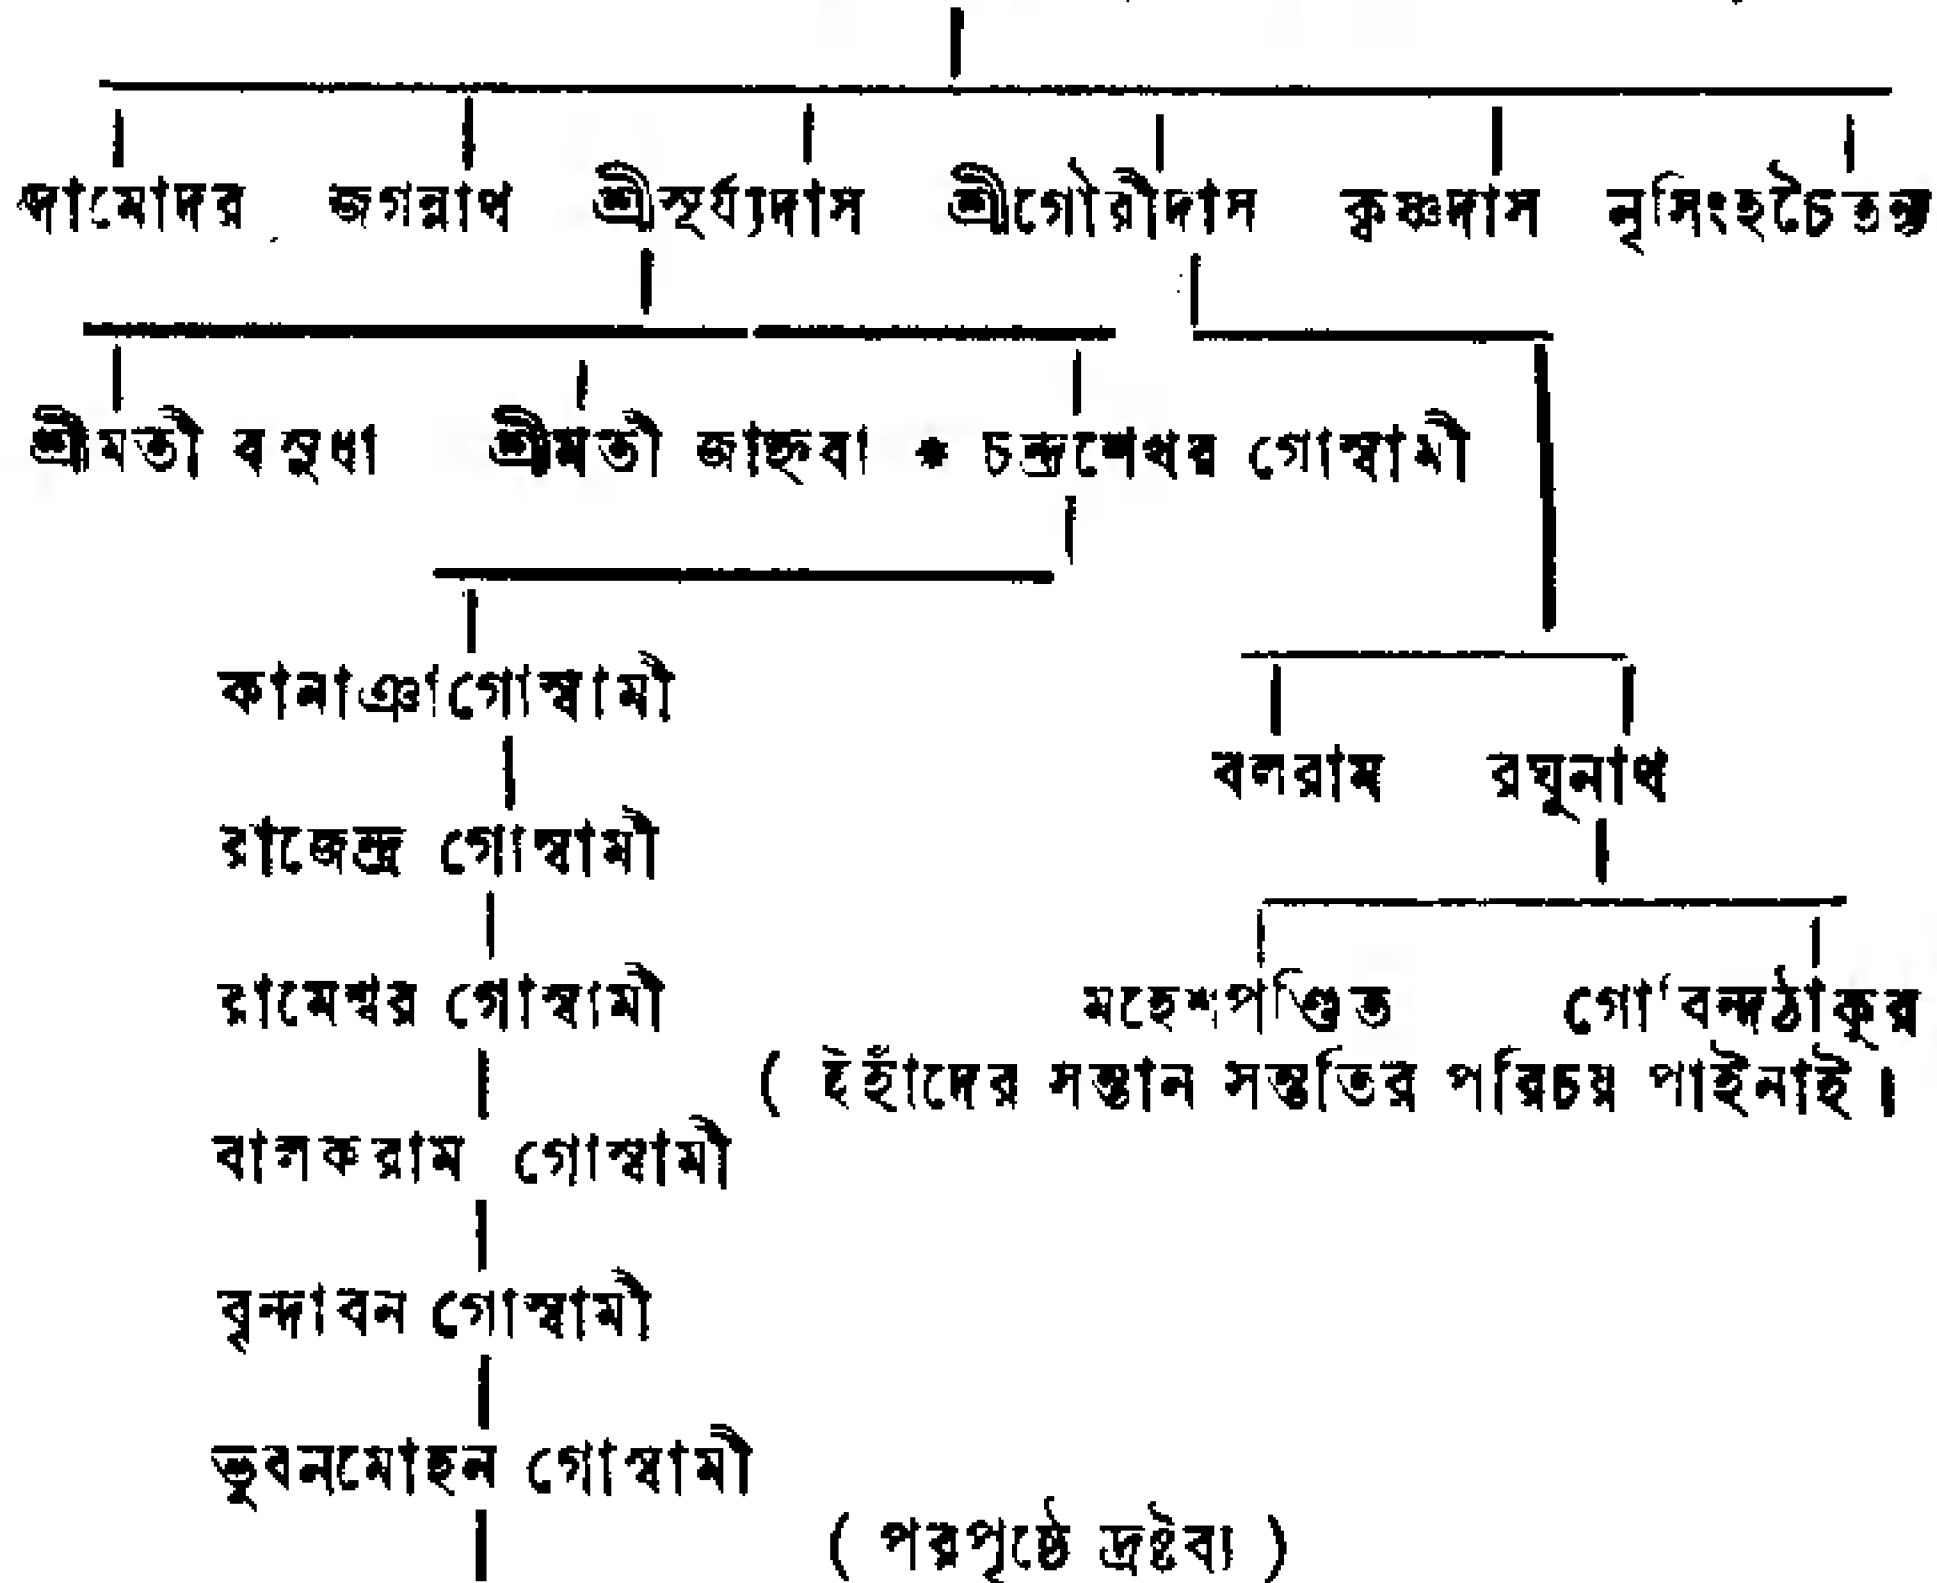 দামোদর জগন্নাথ শ্রীসূর্য্যদাস শ্রীগৌরীদাস কৃষ্ণদাস নৃসিংহচৈতন্য
শ্রীমতী বসুধা শ্রীমতী জাহ্নবা * চন্দ্রশেখর গোস্বামী
কানাঞাগোস্বামী
বলরাম রঘুনাথ
রাজেন্দ্র গোস্বামী
রামেশ্বর গোস্বামী মহেশপণ্ডিত গোবিন্দঠাকুর
( ইহাঁদের সন্তান সন্ততির পরিচয় পাইনাই।
বালকরাম গোস্বামী
বৃন্দাবন গোস্বামী
ভুবনমোহন গোস্বামী
( পরপৃষ্ঠে দ্রষ্টব্য )